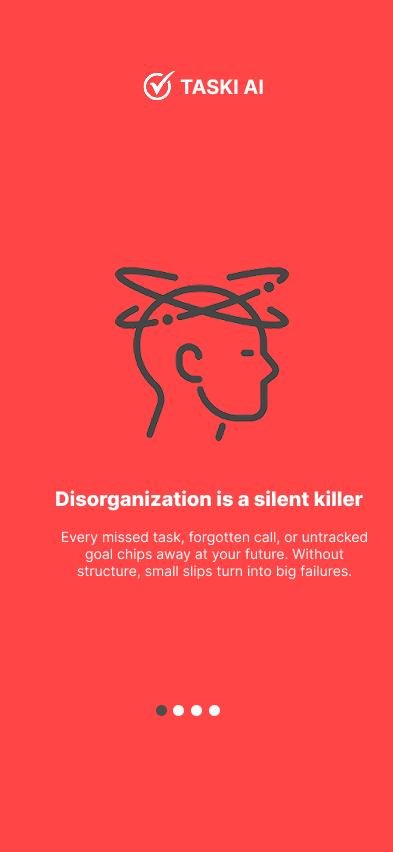 TASKI AI
Disorganization is a silent killer
Every missed task, forgotten call, or untracked
goal chips away at your future. Without
structure, small slips turn into big failures.